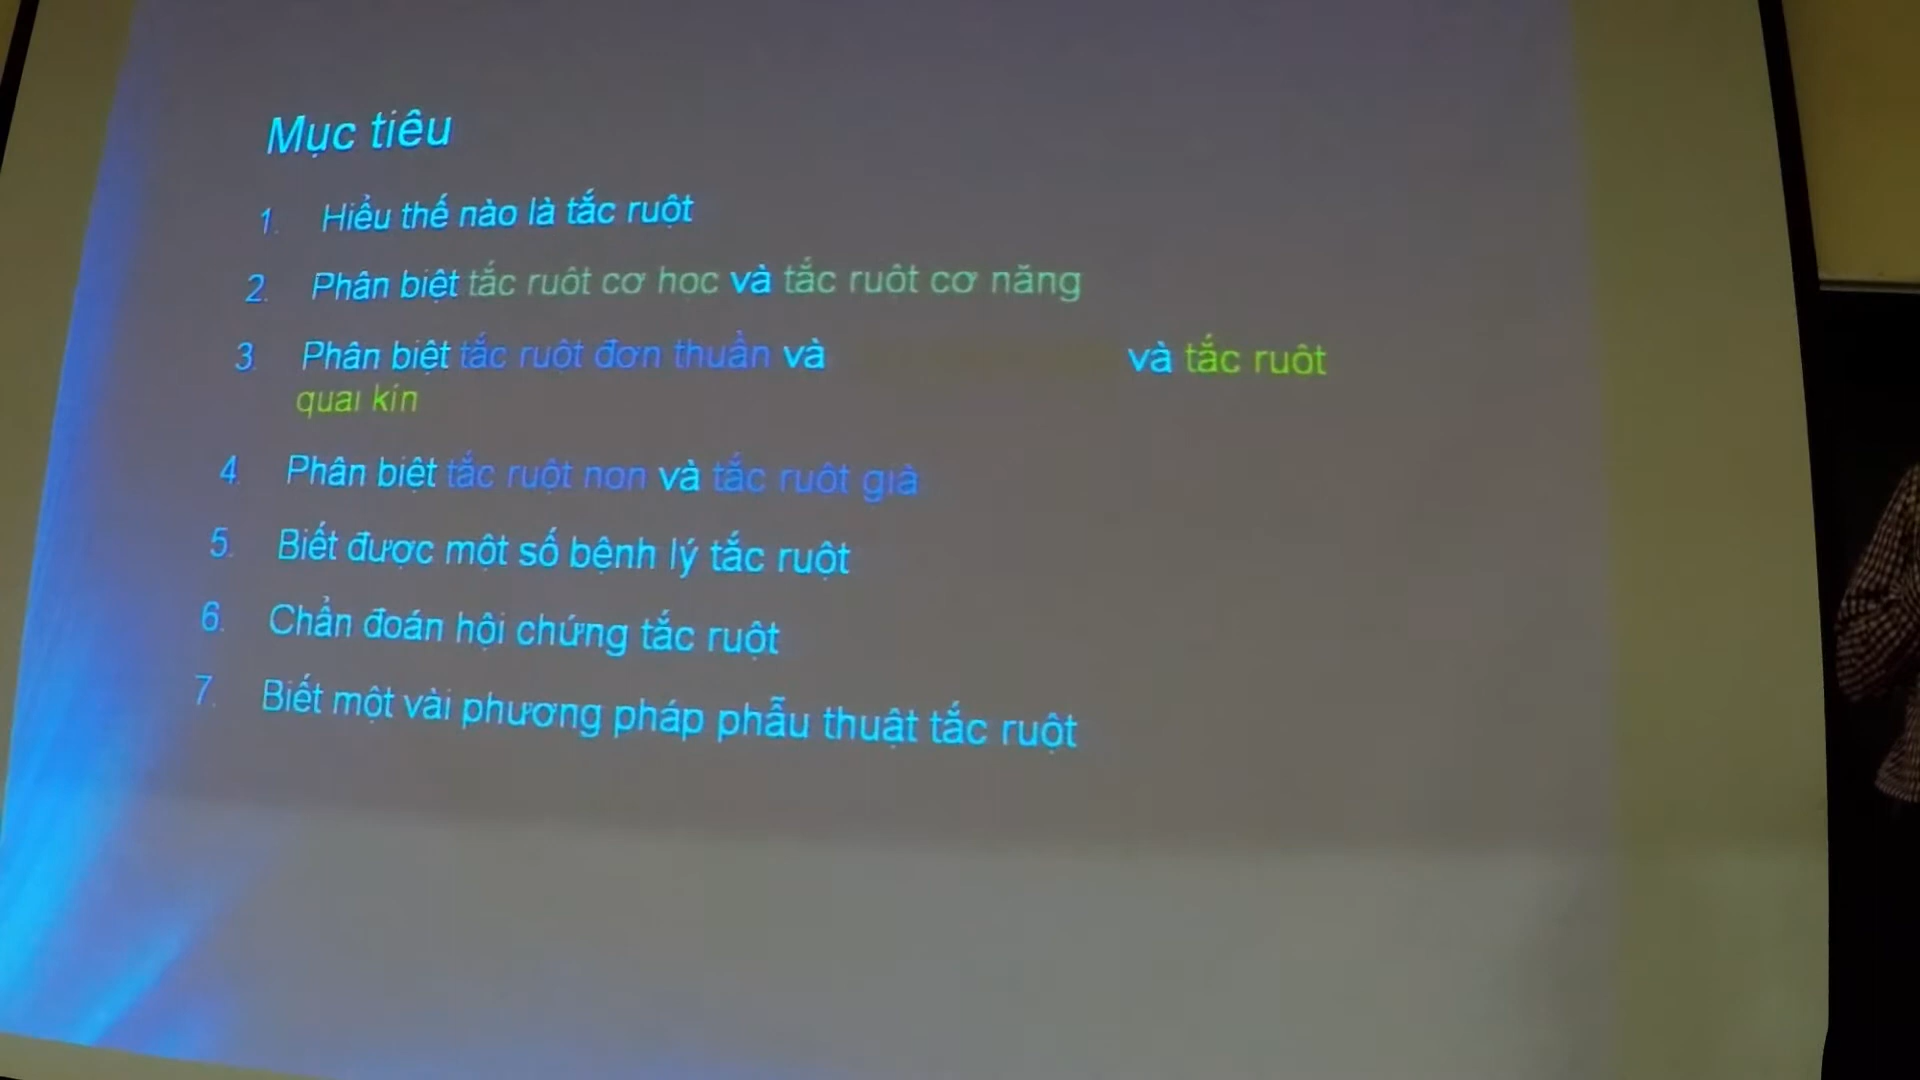 Mục tiêu
1. Hiểu thế nào là tắc ruột
2. Phân biệt tắc ruột cơ học và tắc ruột cơ năng
3. Phân biệt tắc ruột đơn thuần và và tắc ruột
quai kín
4. Phân biệt tắc ruột non và tắc ruột già
5. Biết được một số bệnh lý tắc ruột
6. Chẩn đoán hội chứng tắc ruột
7. Biết một vài phương pháp phẫu thuật tắc ruột